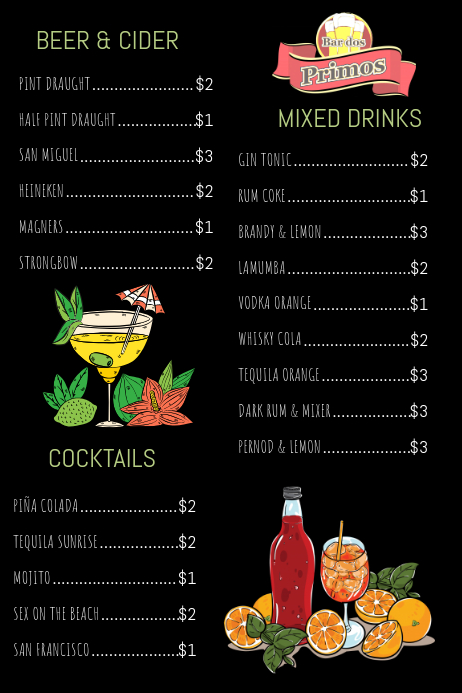 BEER & CIDER
PINT DRAUGHT........................$2
HALF PINT DRAUGHT..................$1
SAN MIGUEL...........................$3
HEINEKEN..............................$2
MAGNERS..............................$1
STRONGBOW...........................$2
COCKTAILS
PIÑA COLADA.......................$2
TEQUILA SUNRISE..................$2
MOJITO.............................$1
SEX ON THE BEACH..................$2
SAN FRANCISCO.....................$1
Bar dos
Primos
MIXED DRINKS
GIN TONIC...........................$2
RUM COKE............................$1
BRANDY & LEMON.....................$3
LAMUMBA............................$2
VODKA ORANGE.......................$1
WHISKY COLA.........................$2
TEQUILA ORANGE.....................$3
DARK RUM & MIXER...................$3
PERNOD & LEMON.....................$3